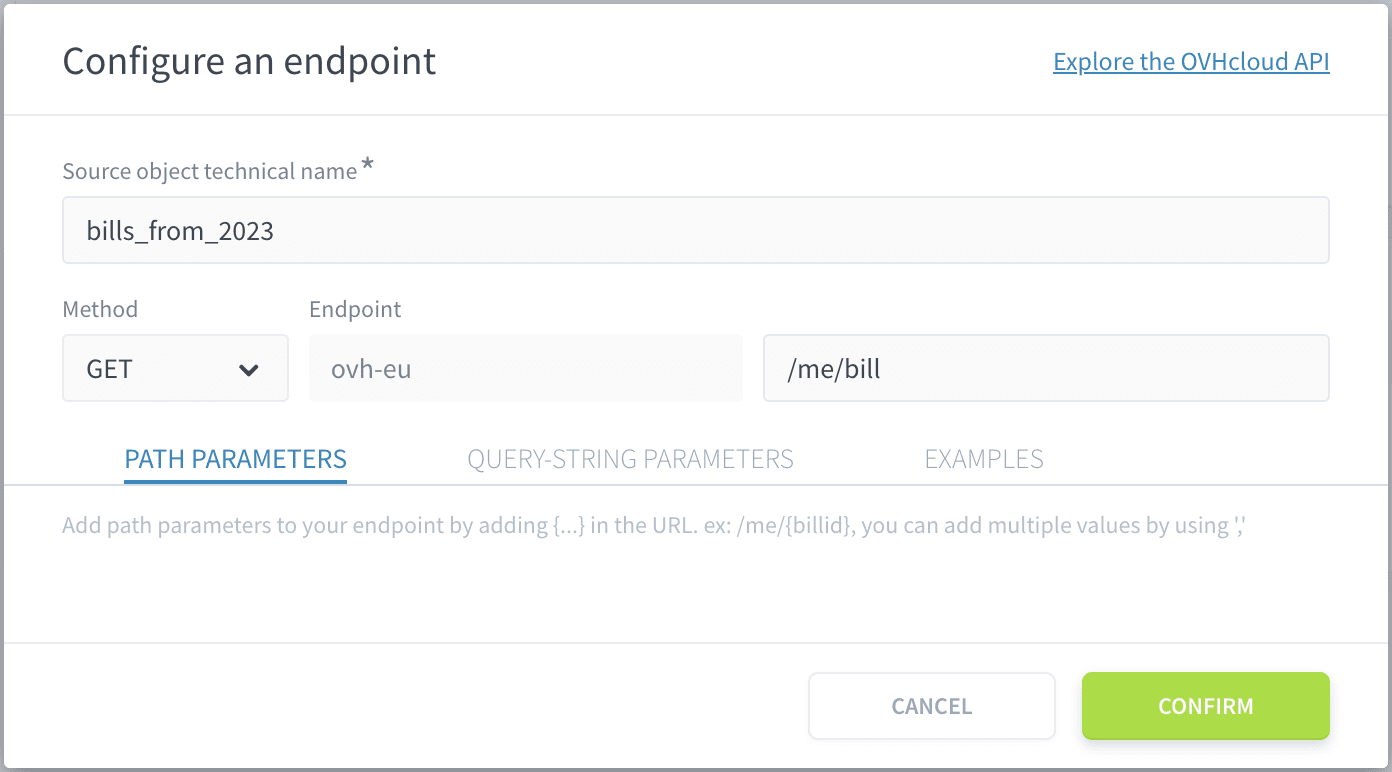 Configure an endpoint
Explore the OVHcloud API
Source object technical name*
bills_from_2023
Method
Endpoint
GET
ovh-eu
/me/bill
PATH PARAMETERS
QUERY-STRING PARAMETERS
EXAMPLES
Add path parameters to your endpoint by adding {...} in the URL. ex: /me/{billid}, you can add multiple values by using ','
CANCEL
CONFIRM